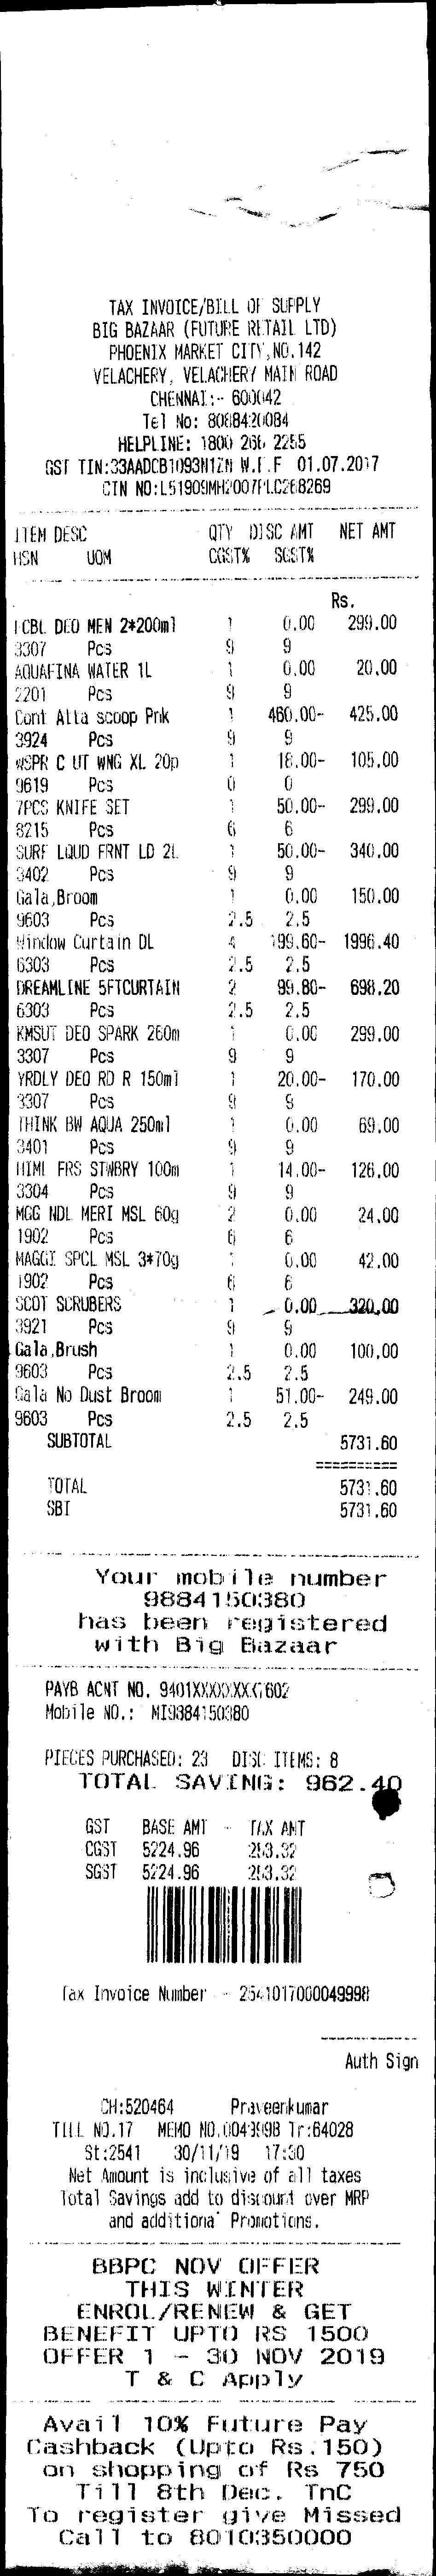 TAX INVOICE/BILL OF SUPPLY
BIG BAZAAR (FUTURE RETAIL LTD)
PHOENIX MARKET CITY,NO.142
VELACHERY, VELACHERY MAIN ROAD
CHENNAI:- 600042
Tel No: 8088420084
HELPLINE: 1800 266 2255
GST TIN:33AADCB1093N1ZN W.E.F 01.07.2017
CIN NO:L51909MH2007PLC268269
ITEM DESC QTY DISC AMT NET AMT
HSN UOM CGST% SGST%
Rs.
DEO MEN 2*200ml 1 0.00 299.00
3307 Pcs 9 9
AQUAFINA WATER 1L 1 0.00 20.00
2201 Pcs 9 9
Cont Atta scoop Pnk 1 460.00- 425.00
3924 Pcs 9 9
WSPR C UT WNG XL 20p 1 18.00- 105.00
9619 Pcs 0 0
7PCS KNIFE SET 1 50.00- 299.00
8215 Pcs 6 6
SURF LQUD FRNT LD 2L 1 50.00- 340.00
3402 Pcs 9 9
Gala,Broom 1 0.00 150.00
9603 Pcs 2.5 2.5
Window Curtain DL 4 199.60- 1996.40
6303 Pcs 2.5 2.5
DREAMLINE 5FTCURTAIN 2 99.80- 698.20
6303 Pcs 2.5 2.5
KMSUT DEO SPARK 260m 1 0.00 299.00
3307 Pcs 9 9
YRDLY DEO RD R 150ml 1 20.00- 170.00
3307 Pcs 9 9
THINK BW AQUA 250ml 1 0.00 69.00
3401 Pcs 9 9
HIML FRS STWBRY 100m 1 14.00- 126.00
3304 Pcs 9 9
MGG NDL MERI MSL 60g 2 0.00 24.00
1902 Pcs 6 6
MAGGI SPCL MSL 3*70g 1 0.00 42.00
1902 Pcs 6 6
SCOT SCRUBERS 1 0.00 320.00
3921 Pcs 9 9
Gala,Brush 1 0.00 100.00
9603 Pcs 2.5 2.5
Gala No Dust Broom 1 51.00- 249.00
9603 Pcs 2.5 2.5
SUBTOTAL 5731.60
==========
TOTAL 5731.60
SBI 5731.60
Your mobile number
9884150380
has been registered
with Big Bazaar
PAYB ACNT NO. 9401XXXXXXXX602
Mobile NO.: MI9884150380
PIECES PURCHASED: 23 DISC ITEMS: 8
TOTAL SAVING: 962.40
GST BASE AMT - TAX AMT
CGST 5224.96 253.32
SGST 5224.96 253.32
Tax Invoice Number - 2541017000049998
Auth Sign
CH:520464 Praveenkumar
TILL NO.17 MEMO NO.0049998 Tr:64028
St:2541 30/11/19 17:30
Net Amount is inclusive of all taxes
Total Savings add to discount over MRP
and additional Promotions.
BBPC NOV OFFER
THIS WINTER
ENROL/RENEW & GET
BENEFIT UPTO RS 1500
OFFER 1 - 30 NOV 2019
T & C Apply
Avail 10% Future Pay
Cashback (Upto Rs.150)
on shopping of Rs 750
Till 8th Dec. TnC
To register give Missed
Call to 8010350000